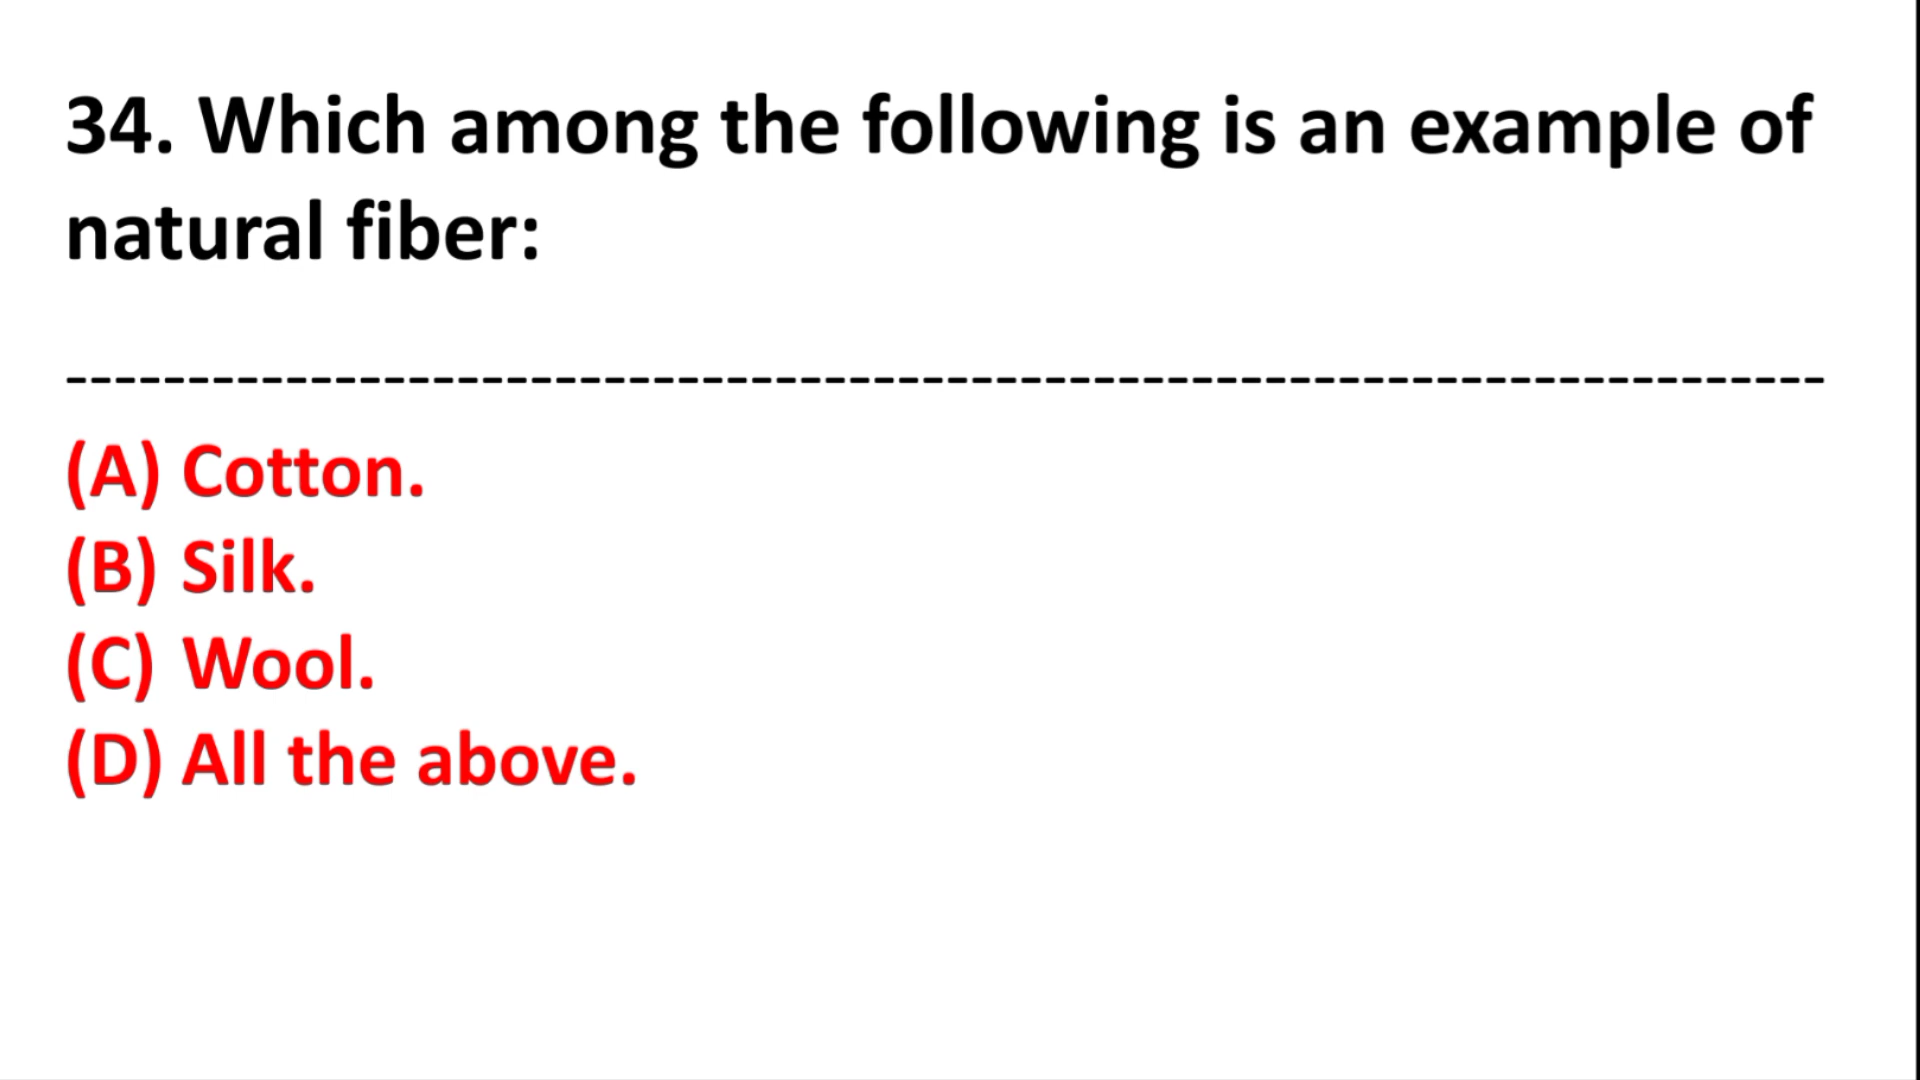 34. Which among the following is an example of
natural fiber:
------------------------------------------------------------------------
(A) Cotton.
(B) Silk.
(C) Wool.
(D) All the above.